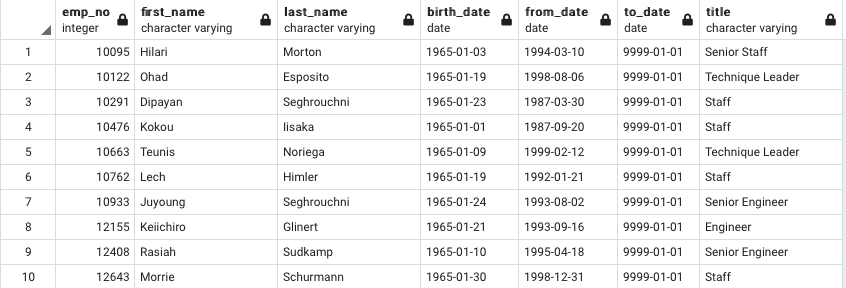 emp_no first_name last_name birth_date from_date to_date title
integer character varying character varying date date date character varying
1 10095 Hilari Morton 1965-01-03 1994-03-10 9999-01-01 Senior Staff
2 10122 Ohad Esposito 1965-01-19 1998-08-06 9999-01-01 Technique Leader
3 10291 Dipayan Seghrouchni 1965-01-23 1987-03-30 9999-01-01 Staff
4 10476 Kokou Iisaka 1965-01-01 1987-09-20 9999-01-01 Staff
5 10663 Teunis Noriega 1965-01-09 1999-02-12 9999-01-01 Technique Leader
6 10762 Lech Himler 1965-01-19 1992-01-21 9999-01-01 Staff
7 10933 Juyoung Seghrouchni 1965-01-24 1993-08-02 9999-01-01 Senior Engineer
8 12155 Keiichiro Glinert 1965-01-21 1993-09-16 9999-01-01 Engineer
9 12408 Rasiah Sudkamp 1965-01-10 1995-04-18 9999-01-01 Senior Engineer
10 12643 Morrie Schurmann 1965-01-30 1998-12-31 9999-01-01 Staff